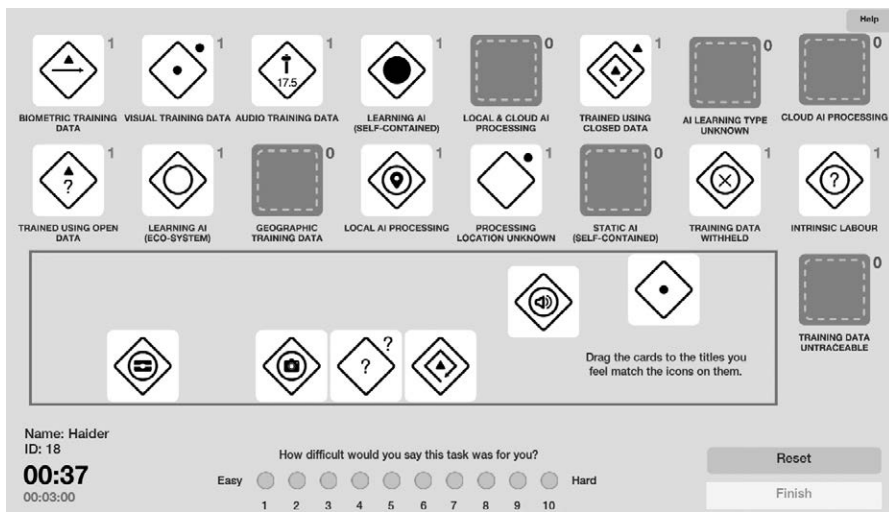 Help
1 1 1 1 0 1 0 0
17.5
BIOMETRIC TRAINING VISUAL TRAINING DATA AUDIO TRAINING DATA LEARNING AI LOCAL & CLOUD AI TRAINED USING AI LEARNING TYPE CLOUD AI PROCESSING
DATA (SELF-CONTAINED) PROCESSING CLOSED DATA UNKNOWN
1 1 0 1 1 0 1 1
? ?
TRAINED USING OPEN LEARNING AI GEOGRAPHIC LOCAL AI PROCESSING PROCESSING STATIC AI TRAINING DATA INTRINSIC LABOUR
DATA (ECO-SYSTEM) TRAINING DATA LOCATION UNKNOWN (SELF-CONTAINED) WITHHELD
0
? ?
TRAINING DATA
UNTRACEABLE
Drag the cards to the titles you
feel match the icons on them.
Name: Haider
ID: 18
00:37
00:03:00
How difficult would you say this task was for you?
Easy Hard
1 2 3 4 5 6 7 8 9 10
Reset
Finish